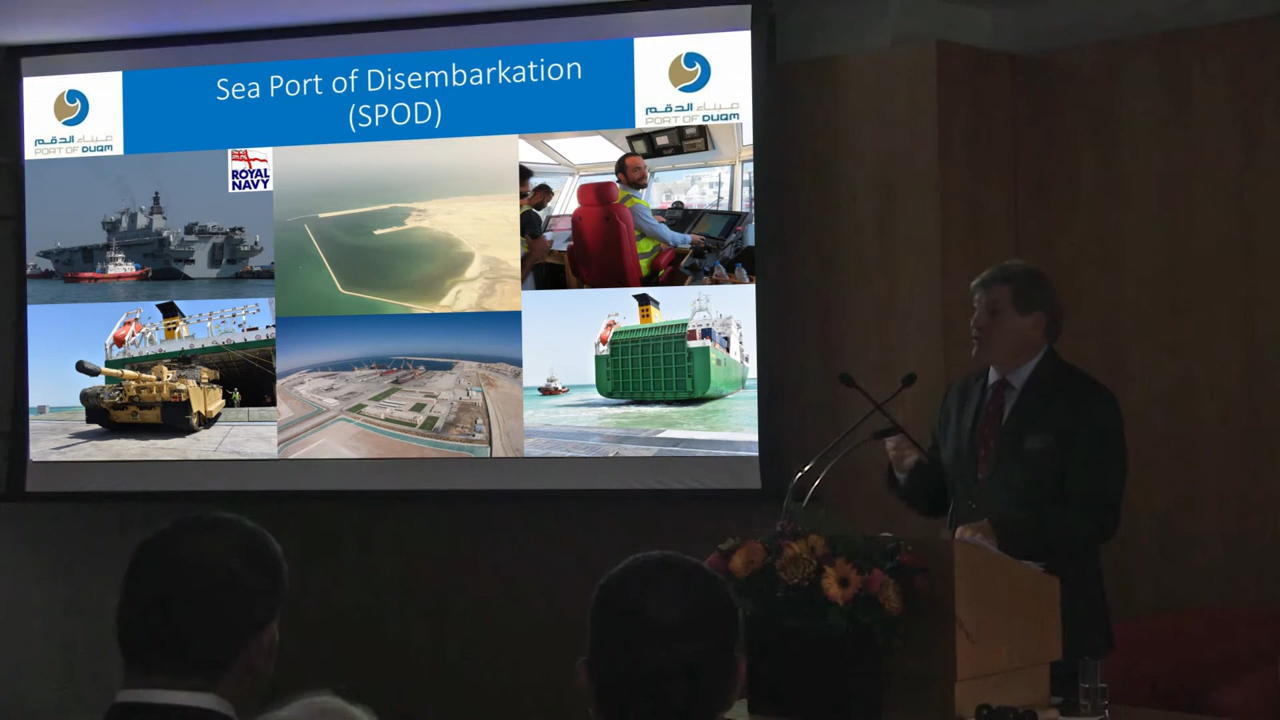 Sea Port of Disembarkation
(SPOD)
ميناء الدقم
PORT OF DUQM
ميناء الدقم
PORT OF DUQM
ROYAL
NAVY